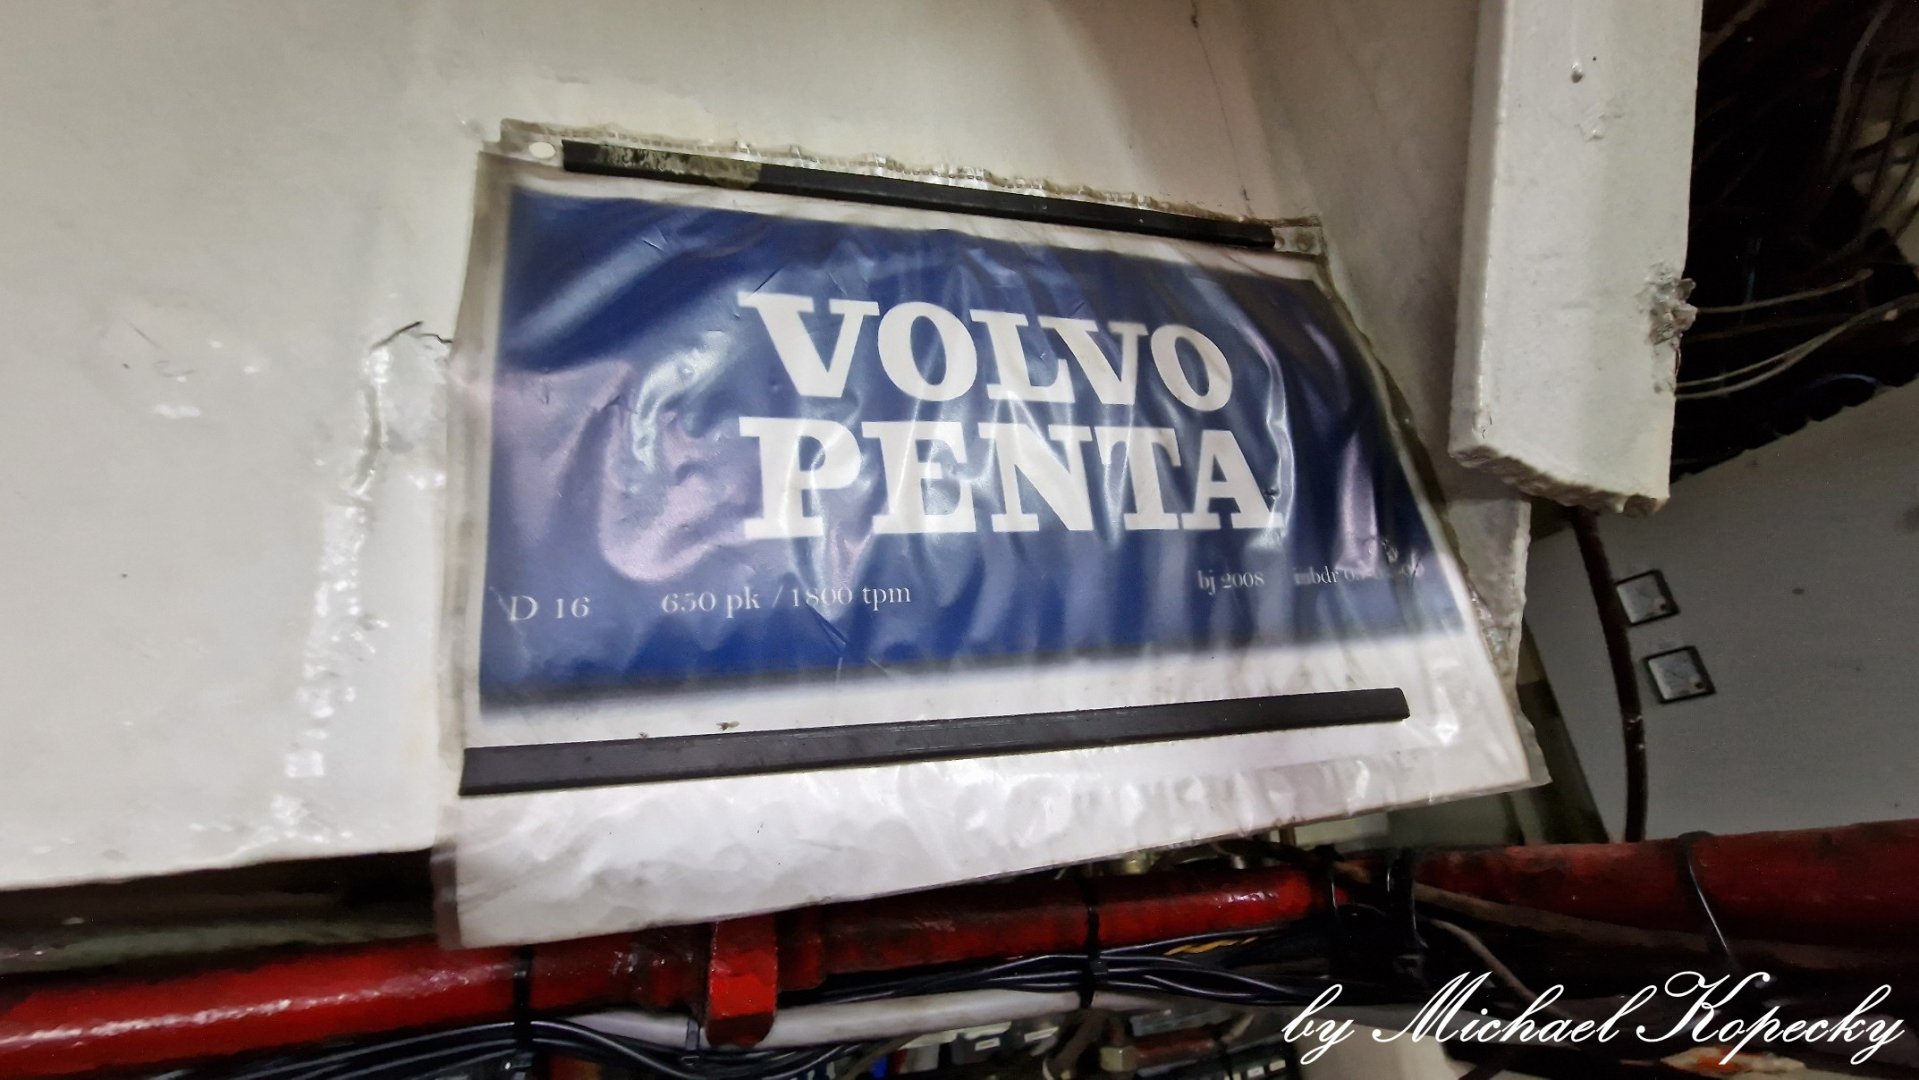 VOLVO
PENTA
D 16 650 pk / 1800 tpm
bj 2008
by Michael Kopecky